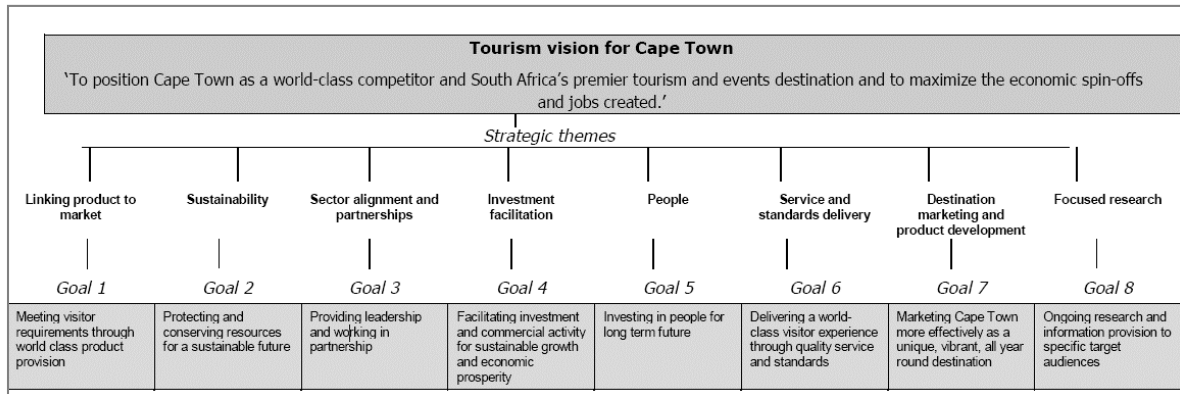 Tourism vision for Cape Town
‘To position Cape Town as a world-class competitor and South Africa’s premier tourism and events destination and to maximize the economic spin-offs
and jobs created.’
Strategic themes
Linking product to
market
Sustainability
Sector alignment and
partnerships
Investment
facilitation
People
Service and
standards delivery
Destination
marketing and
product development
Focused research
Goal 1
Goal 2
Goal 3
Goal 4
Goal 5
Goal 6
Goal 7
Goal 8
Meeting visitor
requirements through
world class product
provision
Protecting and
conserving resources
for a sustainable future
Providing leadership
and working in
partnership
Facilitating investment
and commercial activity
for sustainable growth
and economic
prosperity
Investing in people for
long term future
Delivering a world-
class visitor experience
through quality service
and standards
Marketing Cape Town
more effectively as a
unique, vibrant, all year
round destination
Ongoing research and
information provision to
specific target
audiences